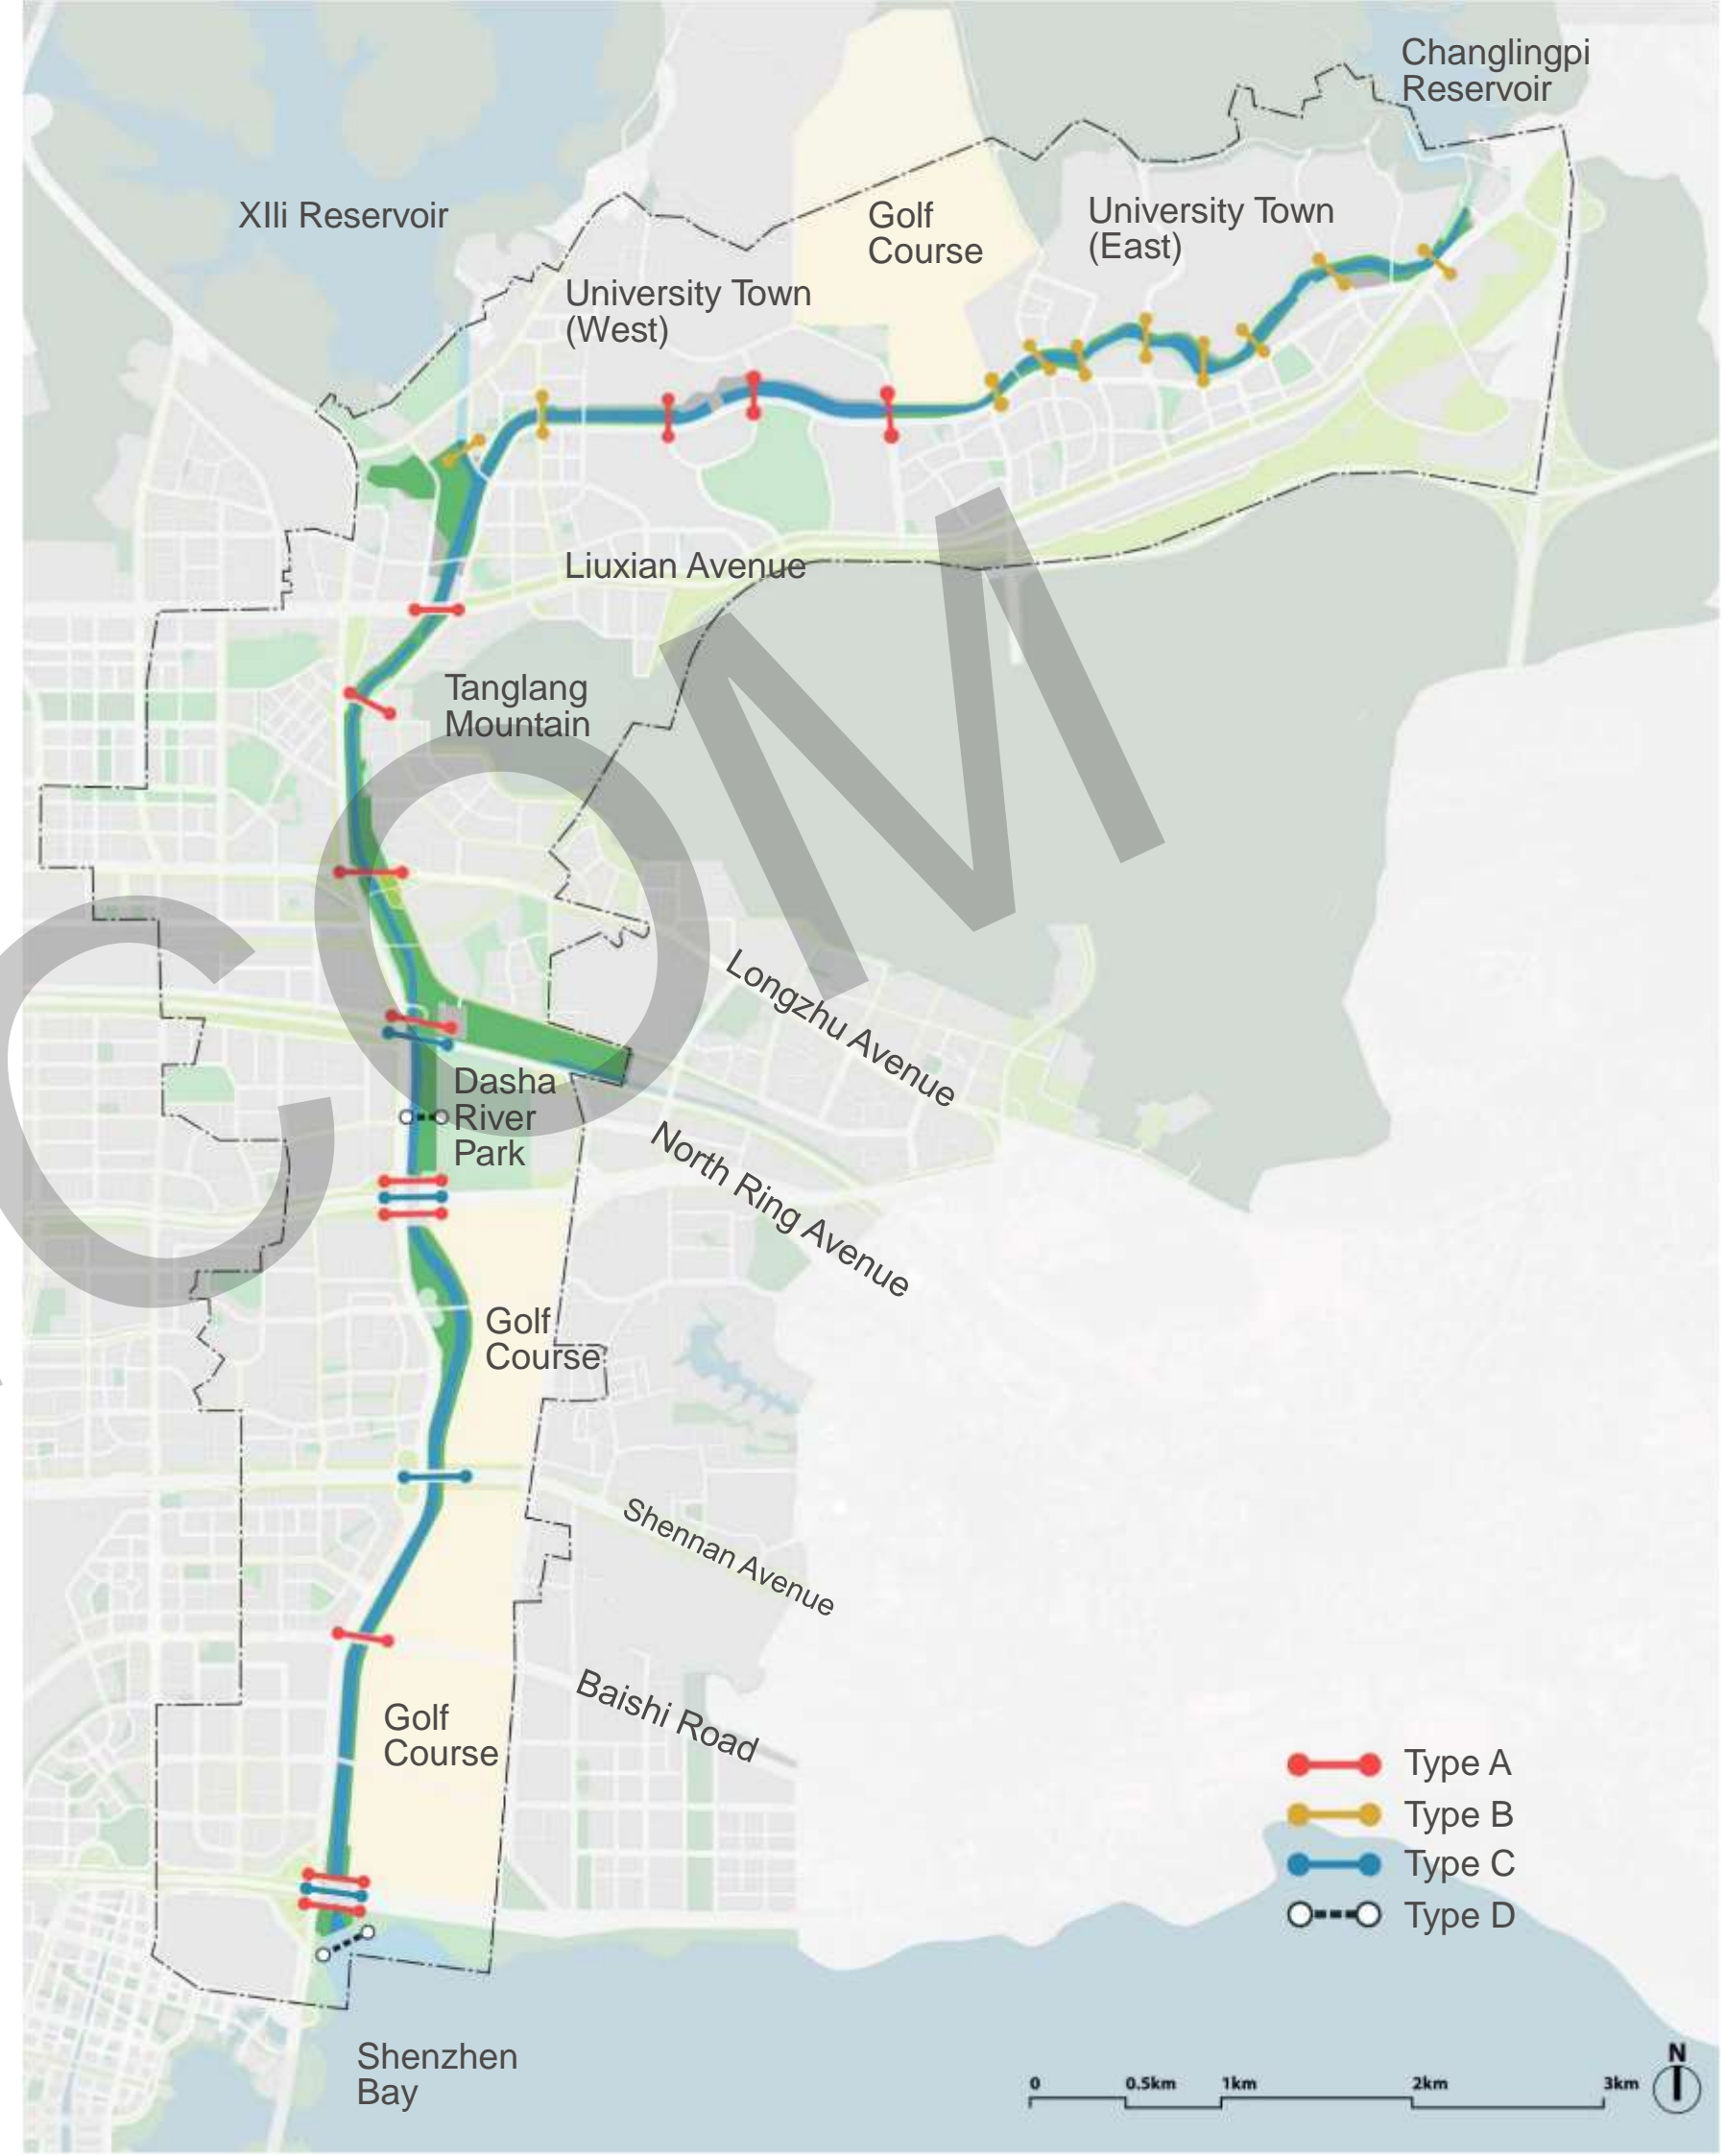 Changlingpi
Reservoir
XIli Reservoir
Golf
Course
University Town
(East)
University Town
(West)
Liuxian Avenue
Tanglang
Mountain
Longzhu Avenue
Dasha
River
Park
North Ring Avenue
Golf
Course
Shennan Avenue
Baishi Road
Golf
Course
Type A
Type B
Type C
Type D
Shenzhen
Bay
0 0.5km 1km 2km 3km
N
COM